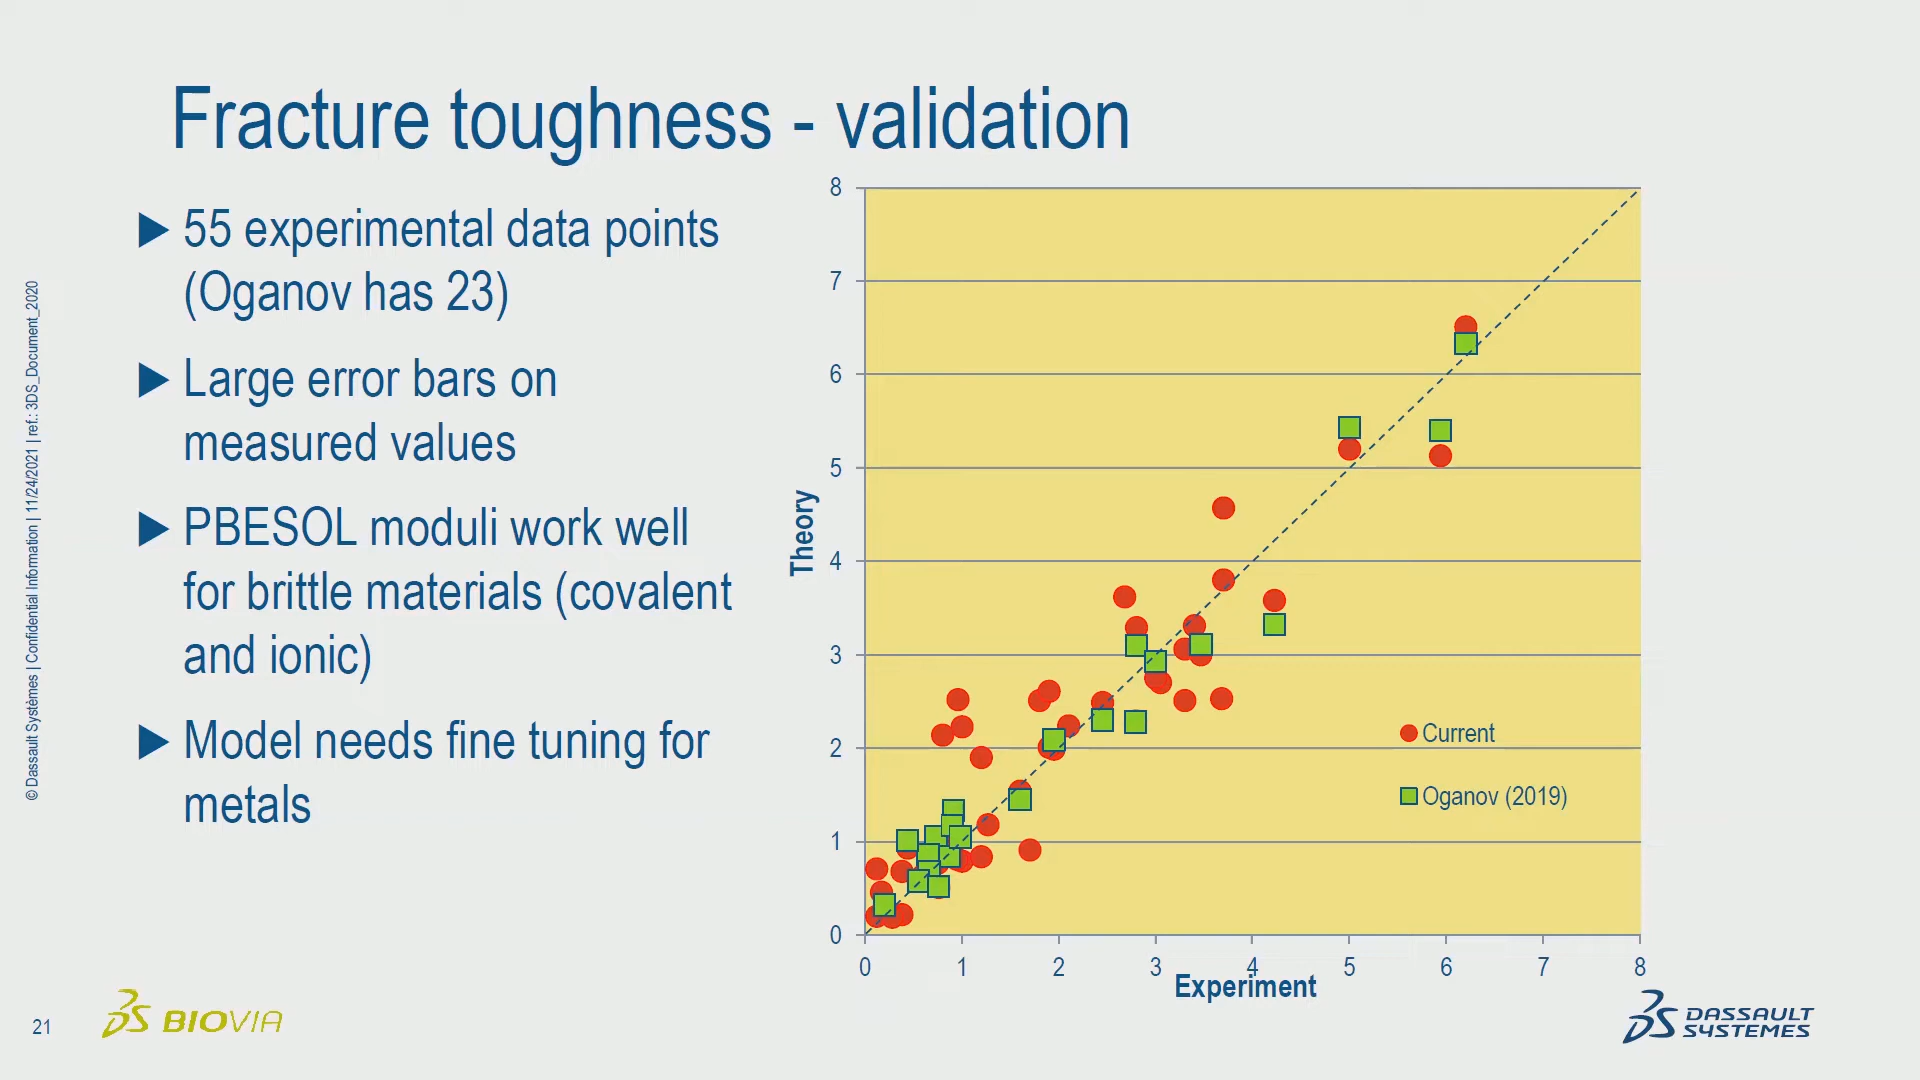 Fracture toughness - validation
55 experimental data points
(Oganov has 23)
Large error bars on
measured values
PBESOL moduli work well
for brittle materials (covalent
and ionic)
Model needs fine tuning for
metals
8
7
6
5
4
3
2
1
0
Theory
0 1 2 3 4 5 6 7 8
Experiment
Current
Oganov (2019)
© Dassault Systèmes | Confidential Information | 11/24/2021 | ref.: 3DS_Document_2020
21
BIOVIA
DASSAULT
SYSTEMES